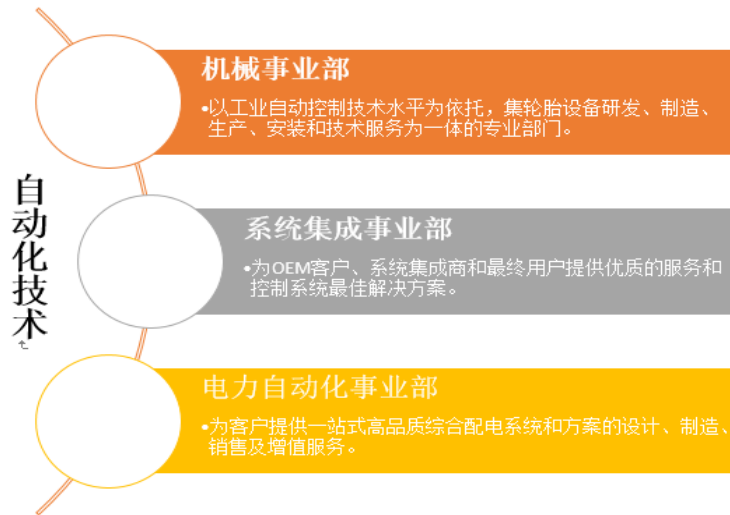 自动化技术
机械事业部
•以工业自动控制技术水平为依托，集轮胎设备研发、制造、
生产、安装和技术服务为一体的专业部门。
系统集成事业部
•为OEM客户、系统集成商和最终用户提供优质的服务和
控制系统最佳解决方案。
电力自动化事业部
•为客户提供一站式高品质综合配电系统和方案的设计、制造、
销售及增值服务。